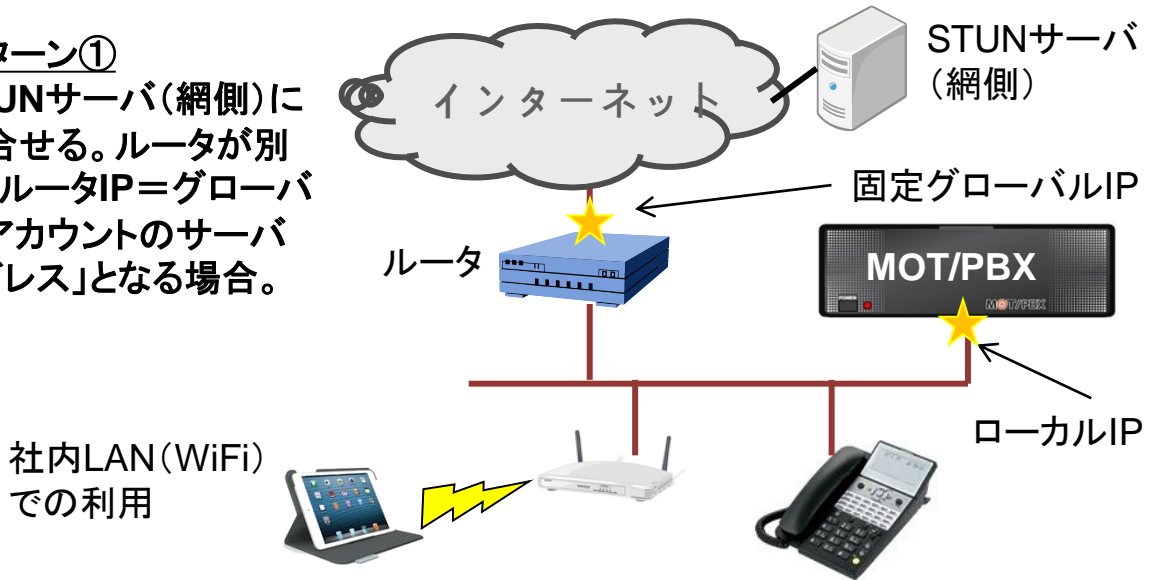 ターン①
UNサーバ（網側）に
合せる。ルータが別
ルータIP＝グローバ
アカウントのサーバ
ドレス」となる場合。
インターネット
STUNサーバ
（網側）
固定グローバルIP
ルータ
MOT/PBX
POWER
MOT/PBX
ローカルIP
社内LAN（WiFi）
での利用